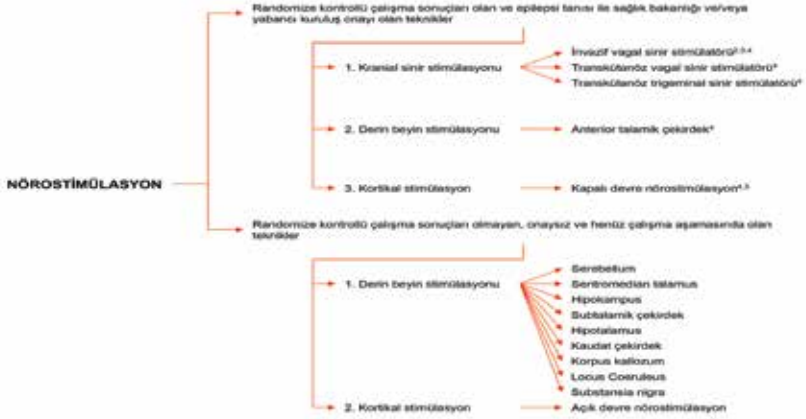 Randomize kontrollü çalışma sonuçları olan ve epilepsi tanısı ile sağlık bakanlığı ve/veya
yabancı kuruluş onayı olan teknikler
1. Kranial sinir stimülasyonu
İnvazif vagal sinir stimülatörü
Transkütanöz vagal sinir stimülatörü
Transkütanöz trigeminal sinir stimülatörü
2. Derin beyin stimülasyonu
Anterior talamik çekirdek
3. Kortikal stimülasyon
Kapalı devre nörostimülasyon
NÖROSTİMÜLASYON
Randomize kontrollü çalışma sonuçları olmayan, onaysız ve henüz çalışma aşamasında olan
teknikler
1. Derin beyin stimülasyonu
Serebellum
Sentromedian talamus
Hipokampus
Subtalamik çekirdek
Hipotalamus
Kaudat çekirdek
Korpus kallozum
Locus Coeruleus
Substansia nigra
2. Kortikal stimülasyon
Açık devre nörostimülasyon